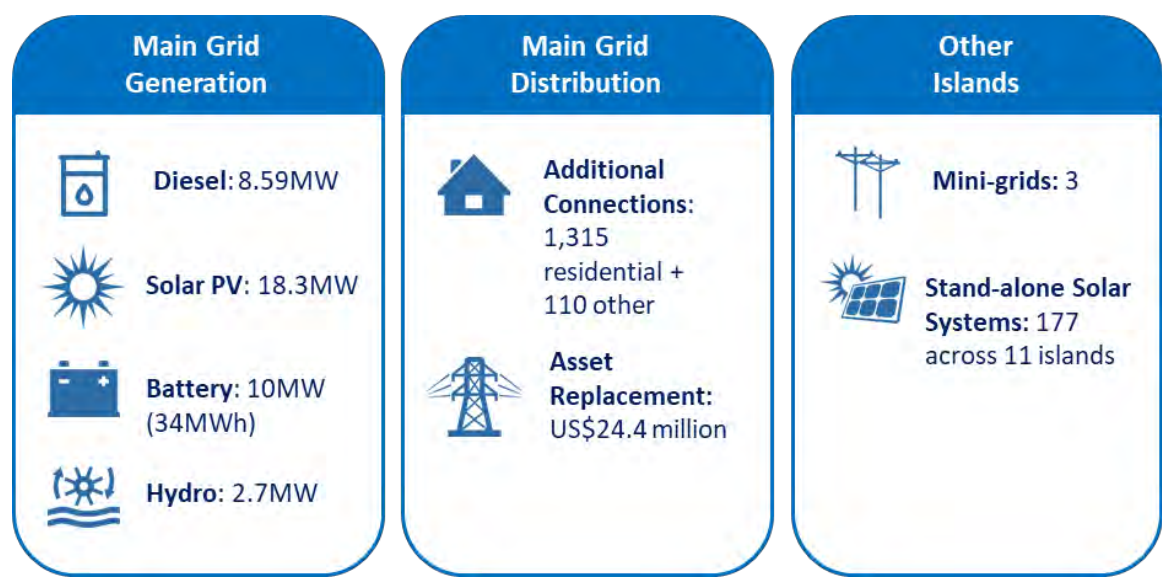 Main Grid
Generation
Diesel: 8.59MW
Solar PV: 18.3MW
Battery: 10MW
(34MWh)
Hydro: 2.7MW
Main Grid
Distribution
Additional
Connections:
1,315
residential +
110 other
Asset
Replacement:
US$24.4 million
Other
Islands
Mini-grids: 3
Stand-alone Solar
Systems: 177
across 11 islands